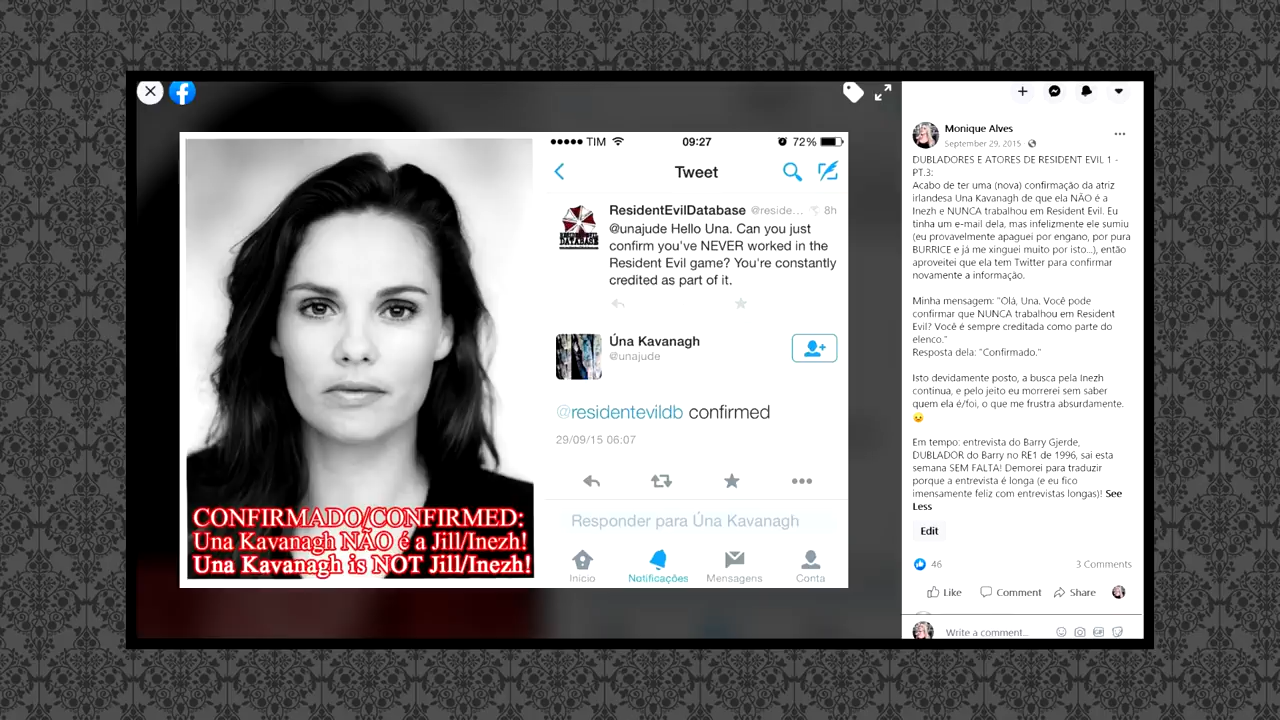 CONFIRMADO/CONFIRMED:
Una Kavanagh NÃO é a Jill/Inezh!
Una Kavanagh is NOT Jill/Inezh!
TIM
09:27
72%
Tweet
ResidentEvilDatabase @reside... 8h
@unajude Hello Una. Can you just
confirm you've NEVER worked in the
Resident Evil game? You're constantly
credited as part of it.
DATABASE
Úna Kavanagh
@unajude
@residentevildb confirmed
29/09/15 06:07
Responder para Úna Kavanagh
Início
Notificações
Mensagens
Conta
Monique Alves
September 29, 2015 ·
DUBLADORES E ATORES DE RESIDENT EVIL 1 -
PT.3:
Acabo de ter uma (nova) confirmação da atriz
irlandesa Una Kavanagh de que ela NÃO é a
Inezh e NUNCA trabalhou em Resident Evil. Eu
tinha um e-mail dela, mas infelizmente ele sumiu
(eu provavelmente apaguei por engano, por pura
BURRICE e já me xinguei muito por isto...), então
aproveitei que ela tem Twitter para confirmar
novamente a informação.
Minha mensagem: "Olá, Una. Você pode
confirmar que NUNCA trabalhou em Resident
Evil? Você é sempre creditada como parte do
elenco."
Resposta dela: "Confirmado."
Isto devidamente posto, a busca pela Inezh
continua, e pelo jeito eu morrerei sem saber
quem ela é/foi, o que me frustra absurdamente.
Em tempo: entrevista do Barry Gjerde,
DUBLADOR do Barry no RE1 de 1996, sai esta
semana SEM FALTA! Demorei para traduzir
porque a entrevista é longa (e eu fico
imensamente feliz com entrevistas longas)! See
Less
Edit
46
3 Comments
Like
Comment
Share
Write a comment...
GIF